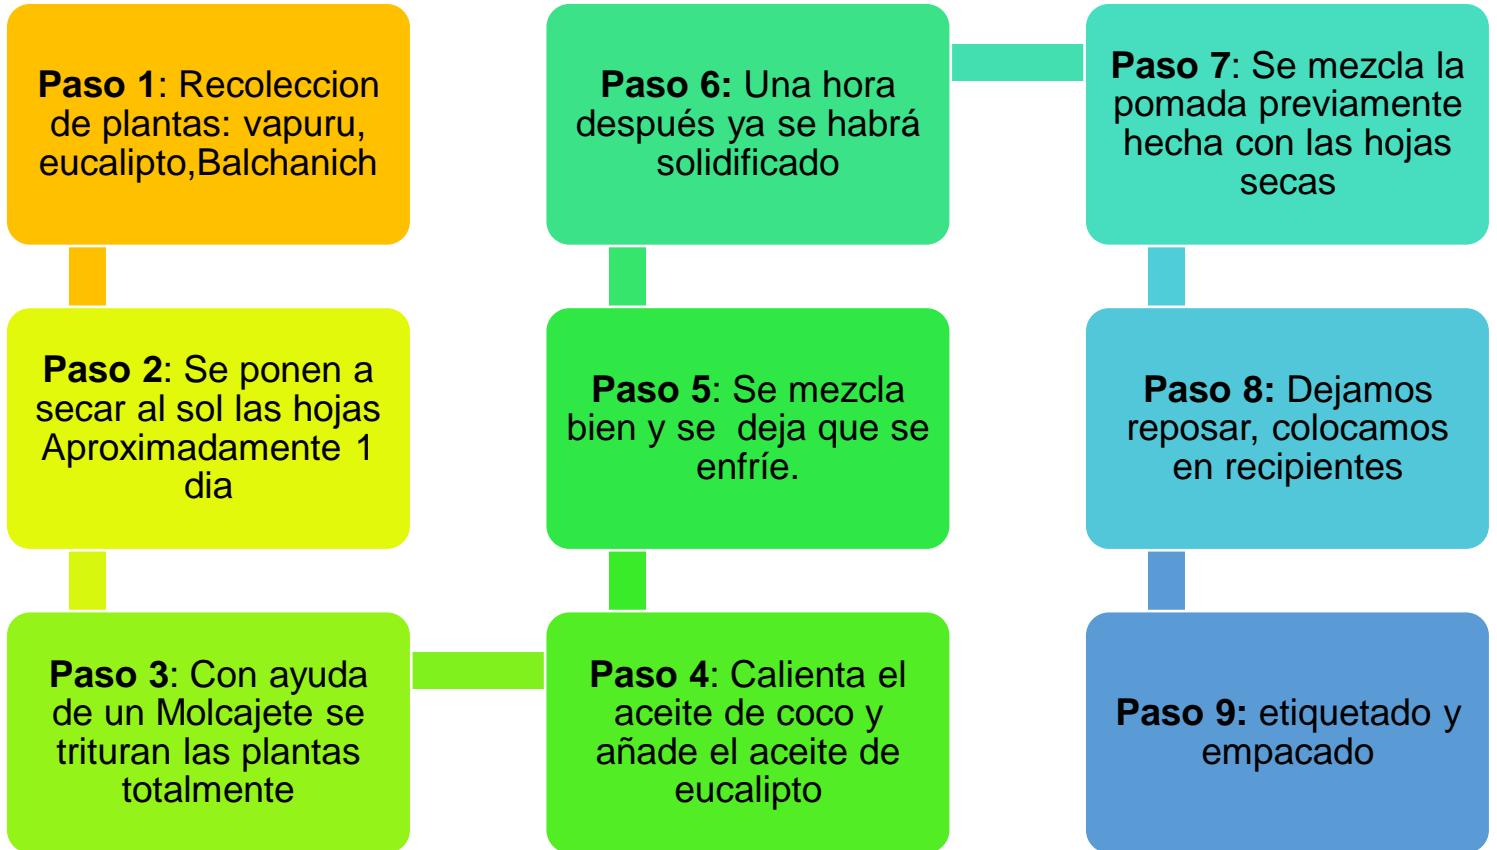 Paso 1: Recoleccion
de plantas: vapuru,
eucalipto,Balchanich
Paso 2: Se ponen a
secar al sol las hojas
Aproximadamente 1
dia
Paso 3: Con ayuda
de un Molcajete se
trituran las plantas
totalmente
Paso 4: Calienta el
aceite de coco y
añade el aceite de
eucalipto
Paso 5: Se mezcla
bien y se  deja que se
enfríe.
Paso 6: Una hora
después ya se habrá
solidificado
Paso 7: Se mezcla la
pomada previamente
hecha con las hojas
secas
Paso 8: Dejamos
reposar, colocamos
en recipientes
Paso 9: etiquetado y
empacado